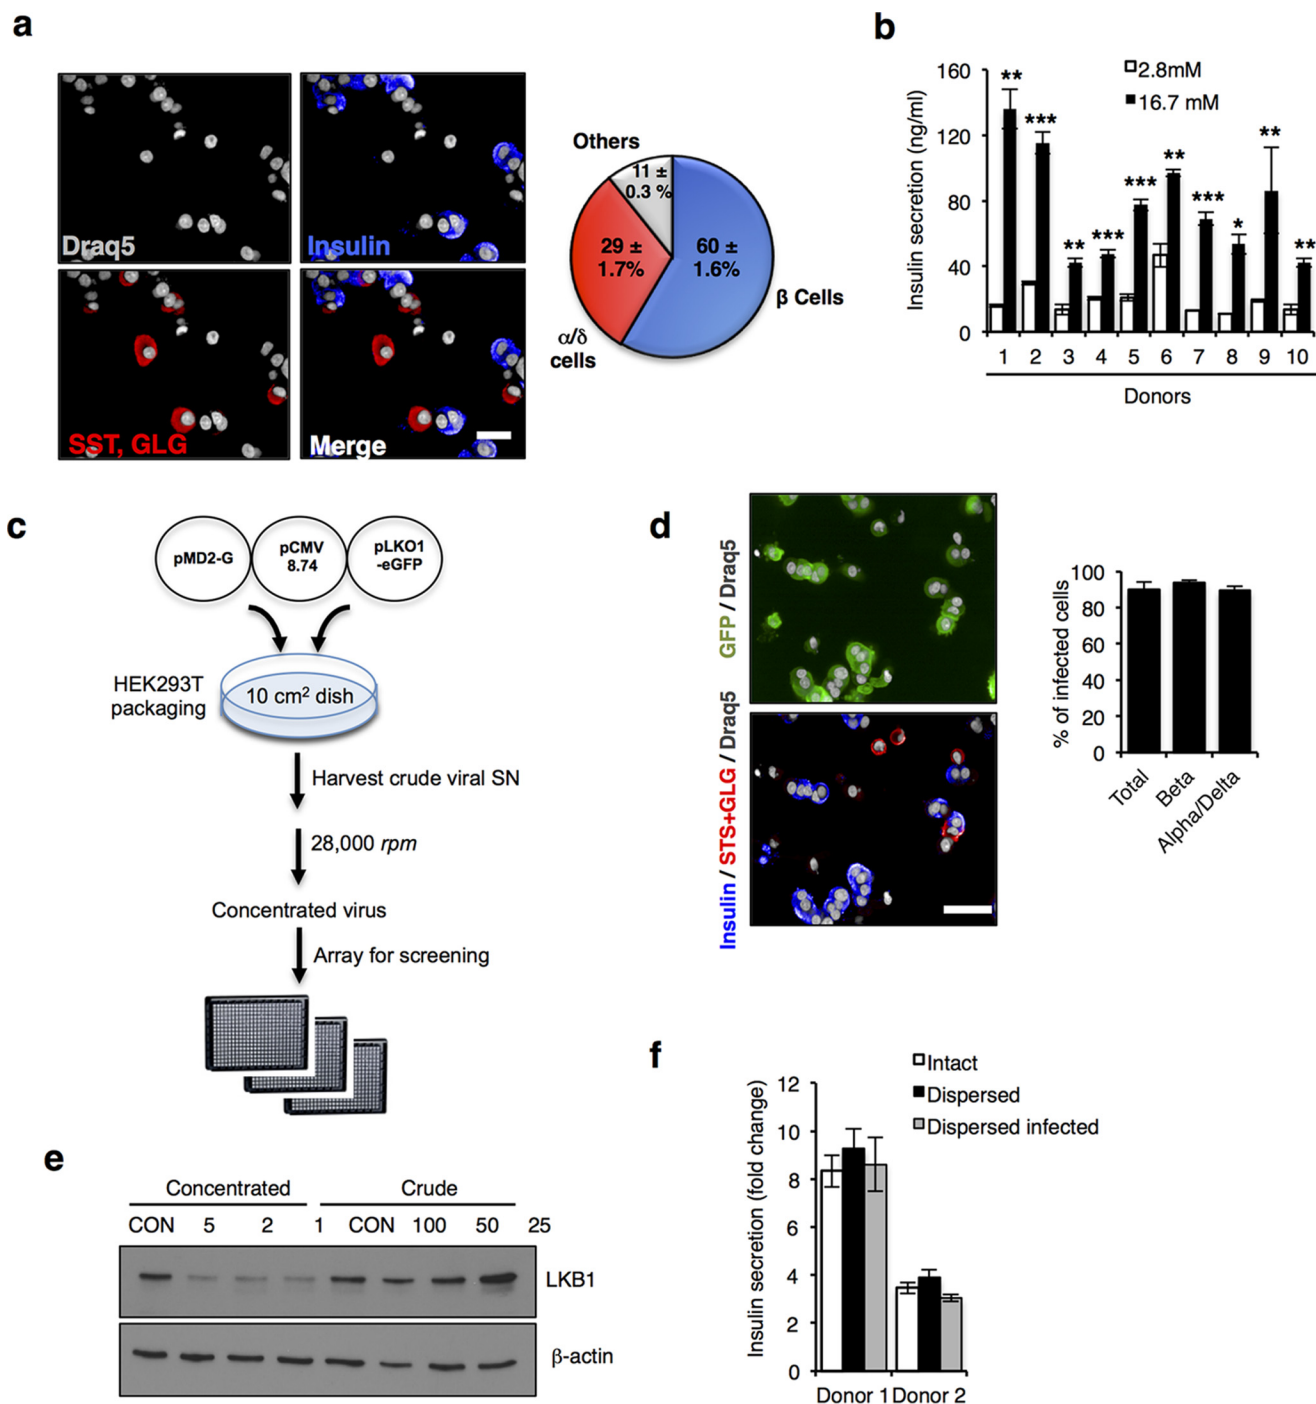 a
Draq5
Insulin
SST, GLG
Merge
Others
11 ±
0.3 %
29 ±
1.7%
60 ±
1.6%
β Cells
α/δ
cells
b
Insulin secretion (ng/ml)
160
120
80
40
0
2.8mM
16.7 mM
**
***
**
***
***
**
***
*
**
**
1 2 3 4 5 6 7 8 9 10
Donors
c
pMD2-G
pCMV
8.74
pLKO1
-eGFP
HEK293T
packaging
10 cm² dish
Harvest crude viral SN
28,000 rpm
Concentrated virus
Array for screening
d
GFP / Draq5
Insulin / STS+GLG / Draq5
% of infected cells
100
80
60
40
20
0
Total
Beta
Alpha/Delta
e
Concentrated Crude
CON 5 2 1 CON 100 50 25
LKB1
β-actin
f
Insulin secretion (fold change)
12
10
8
6
4
2
0
Intact
Dispersed
Dispersed infected
Donor 1 Donor 2